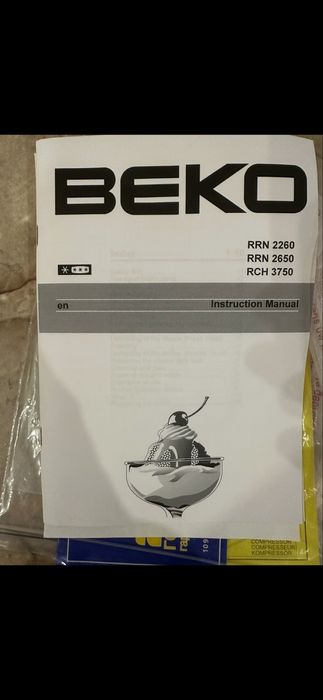 BEKO
RRN 2260
RRN 2650
RCH 3750
en
Instruction Manual
COMPRESSOR
COMPRESSEUR
KOMPRESSOR